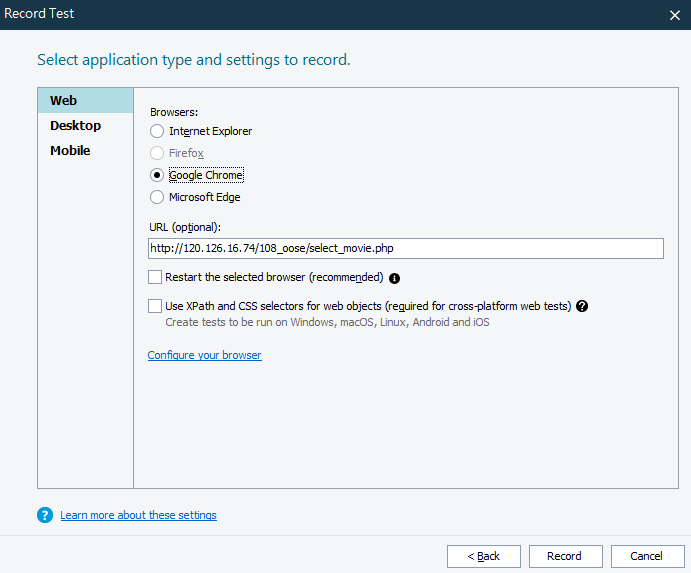 Record Test
Select application type and settings to record.
Web
Desktop
Mobile
Browsers:
Internet Explorer
Firefox
Google Chrome
Microsoft Edge
URL (optional):
http://120.126.16.74/108_oose/select_movie.php
Restart the selected browser (recommended)
Use XPath and CSS selectors for web objects (required for cross-platform web tests)
Create tests to be run on Windows, macOS, Linux, Android and iOS
Configure your browser
Learn more about these settings
< Back Record Cancel